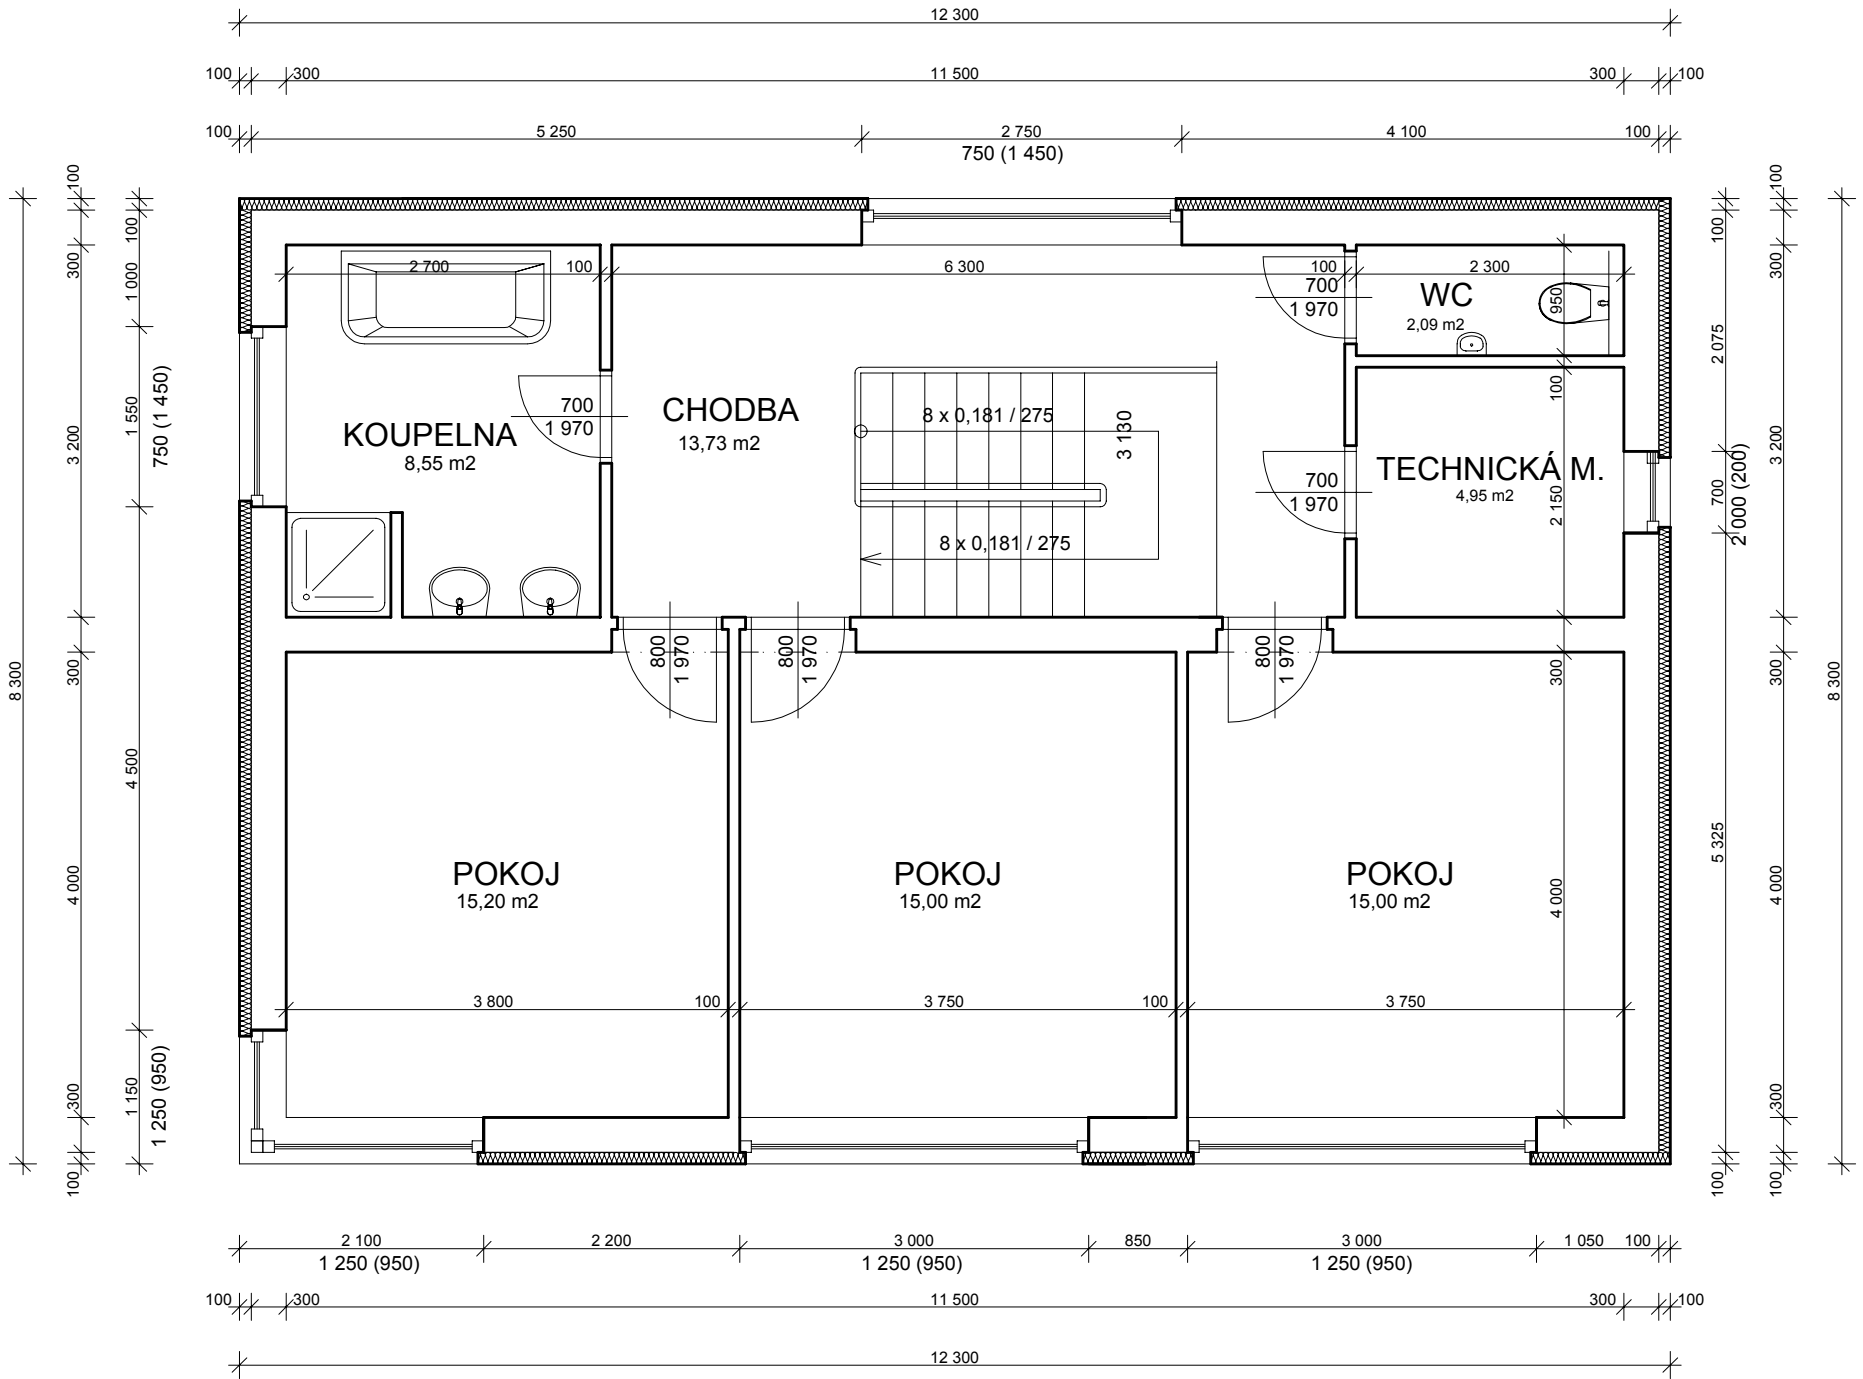 12 300
100 300 11 500 300 100
100 5 250 2 750 4 100 100
750 (1 450)
100 100 300 1 000 1 550 750 (1 450) 3 200 300 4 500 8 300 4 000 300 1 150 1 250 (950) 100
2 700 100 6 300 100 2 300
700
1 970
WC
2,09 m2
950
100
KOUPELNA
8,55 m2
700
1 970
CHODBA
13,73 m2
8 x 0,181 / 275
3 130
8 x 0,181 / 275
700
1 970
TECHNICKÁ M.
4,95 m2
2 150
800
1 970
800
1 970
800
1 970
300
POKOJ
15,20 m2
POKOJ
15,00 m2
POKOJ
15,00 m2
4 000
3 800 100 3 750 100 3 750
100 100 300 2 075 3 200 700 2 000 (200) 300 8 300 5 325 4 000 300 100 100
2 100 2 200 3 000 850 3 000 1 050 100
1 250 (950) 1 250 (950) 1 250 (950)
100 300 11 500 300 100
12 300